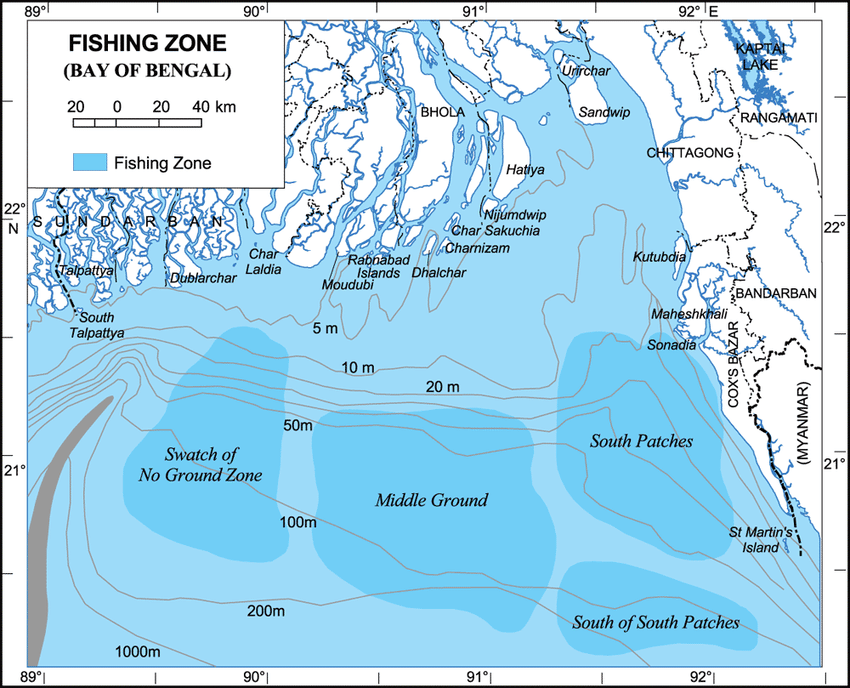 89°
90°
91°
92° E
FISHING ZONE
(BAY OF BENGAL)
20 0 20 40 km
Fishing Zone
KAPTAI
LAKE
Urirchar
BHOLA
Sandwip
RANGAMATI
CHITTAGONG
Hatiya
22°
N
SUNDARBAN
22°
Nijumdwip
Char Sakuchia
Charnizam
Char
Laldia
Rabnabad
Islands
Dhalchar
Kutubdia
Talpattya
Dublarchar
Moudubi
BANDARBAN
South
Talpattya
Maheshkhali
5 m
Sonadia
COX'S BAZAR
10 m
20 m
(MYANMAR)
50m
South Patches
Swatch of
No Ground Zone
21°
21°
Middle Ground
100m
St Martin's
Island
200m
South of South Patches
1000m
89°
90°
91°
92°